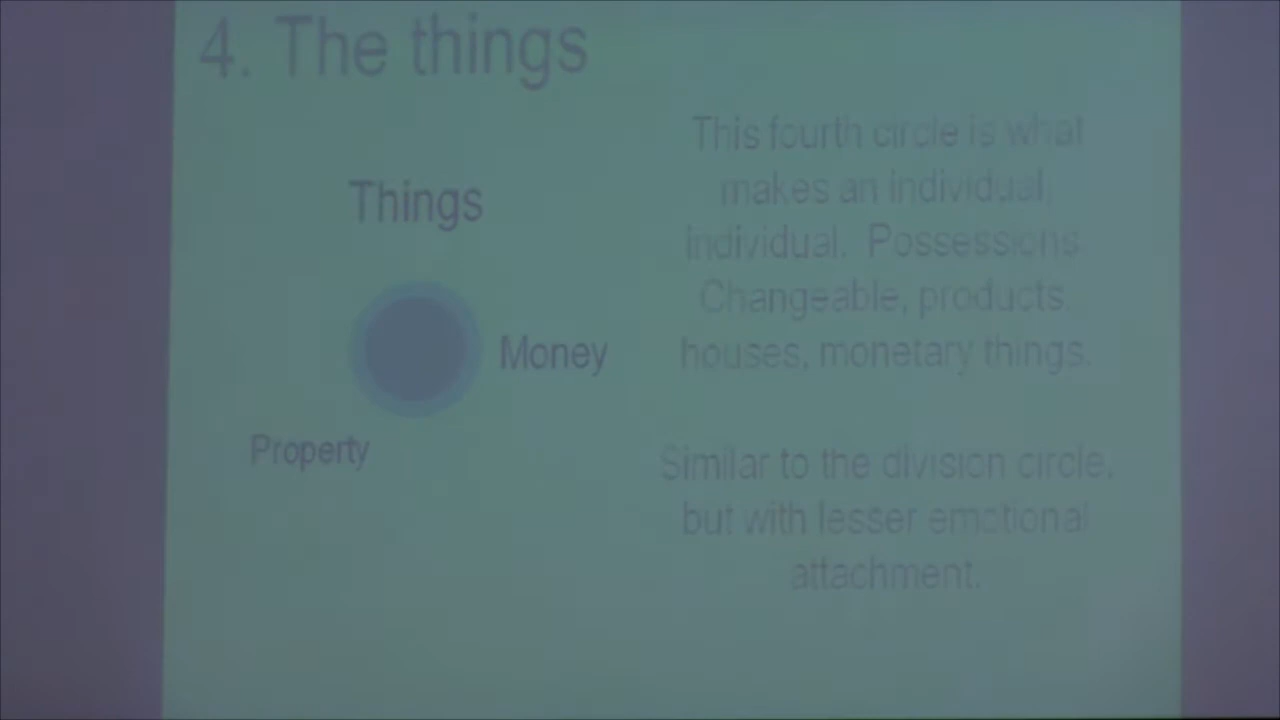 4. The things
Things
Money
Property
This fourth circle is what
makes an individual,
individual. Possessions.
Changeable, products.
houses, monetary things.
Similar to the division circle,
but with lesser emotional
attachment.